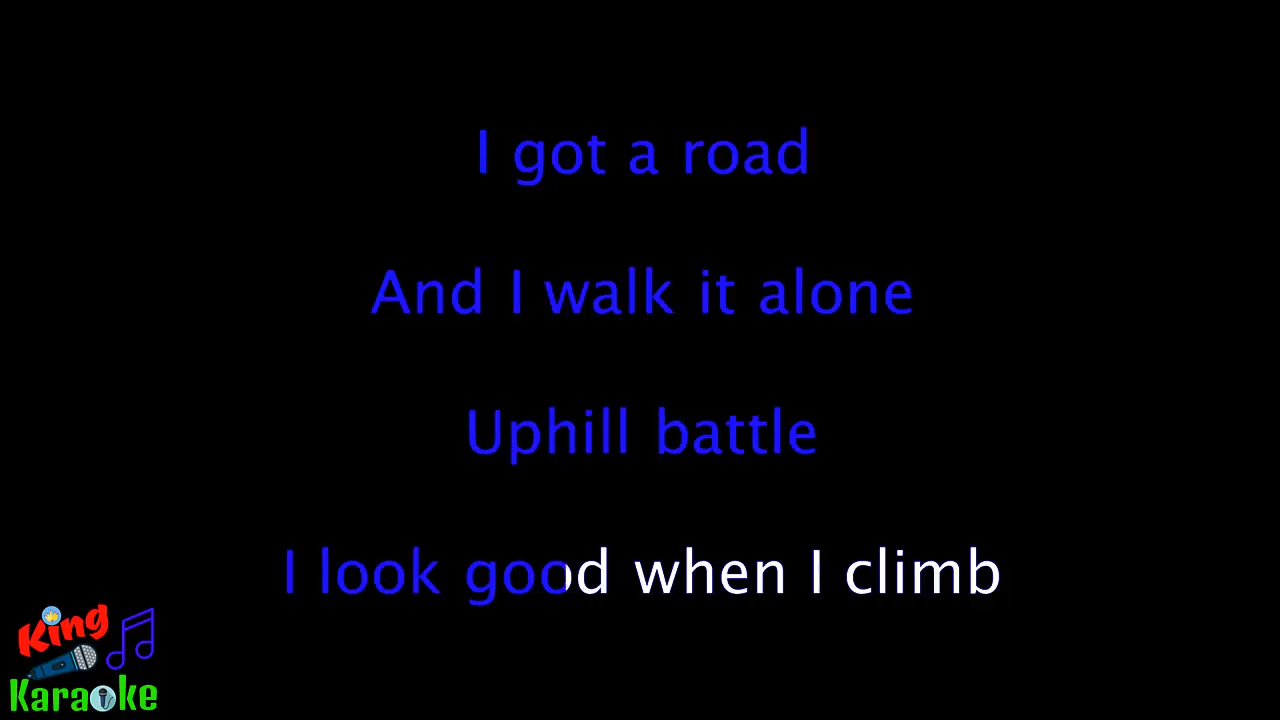 I got a road
And I walk it alone
Uphill battle
I look good when I climb
King
Karaoke